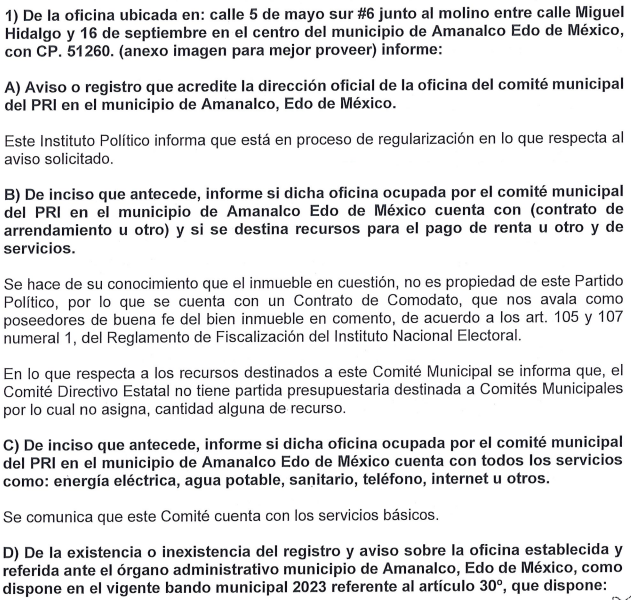 1) De la oficina ubicada en: calle 5 de mayo sur #6 junto al molino entre calle Miguel
Hidalgo y 16 de septiembre en el centro del municipio de Amanalco Edo de México,
con CP. 51260. (anexo imagen para mejor proveer) informe:
A) Aviso o registro que acredite la dirección oficial de la oficina del comité municipal
del PRI en el municipio de Amanalco, Edo de México.
Este Instituto Político informa que está en proceso de regularización en lo que respecta al
aviso solicitado.
B) De inciso que antecede, informe si dicha oficina ocupada por el comité municipal
del PRI en el municipio de Amanalco Edo de México cuenta con (contrato de
arrendamiento u otro) y si se destina recursos para el pago de renta u otro y de
servicios.
Se hace de su conocimiento que el inmueble en cuestión, no es propiedad de este Partido
Político, por lo que se cuenta con un Contrato de Comodato, que nos avala como
poseedores de buena fe del bien inmueble en comento, de acuerdo a los art. 105 y 107
numeral 1, del Reglamento de Fiscalización del Instituto Nacional Electoral.
En lo que respecta a los recursos destinados a este Comité Municipal se informa que, el
Comité Directivo Estatal no tiene partida presupuestaria destinada a Comités Municipales
por lo cual no asigna, cantidad alguna de recurso.
C) De inciso que antecede, informe si dicha oficina ocupada por el comité municipal
del PRI en el municipio de Amanalco Edo de México cuenta con todos los servicios
como: energía eléctrica, agua potable, sanitario, teléfono, internet u otros.
Se comunica que este Comité cuenta con los servicios básicos.
D) De la existencia o inexistencia del registro y aviso sobre la oficina establecida y
referida ante el órgano administrativo municipio de Amanalco, Edo de México, como
dispone en el vigente bando municipal 2023 referente al artículo 30º, que dispone: